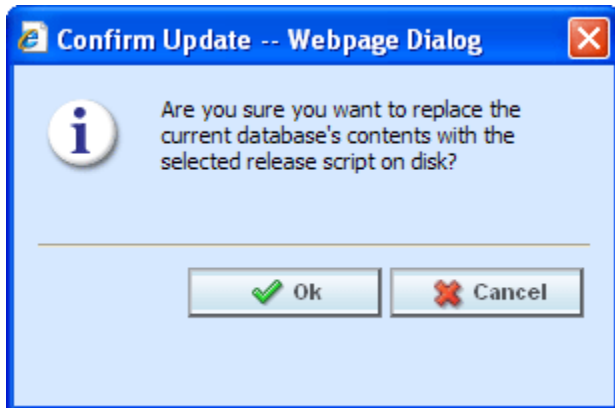 Confirm Update -- Webpage Dialog
Are you sure you want to replace the
current database's contents with the
selected release script on disk?
Ok
Cancel